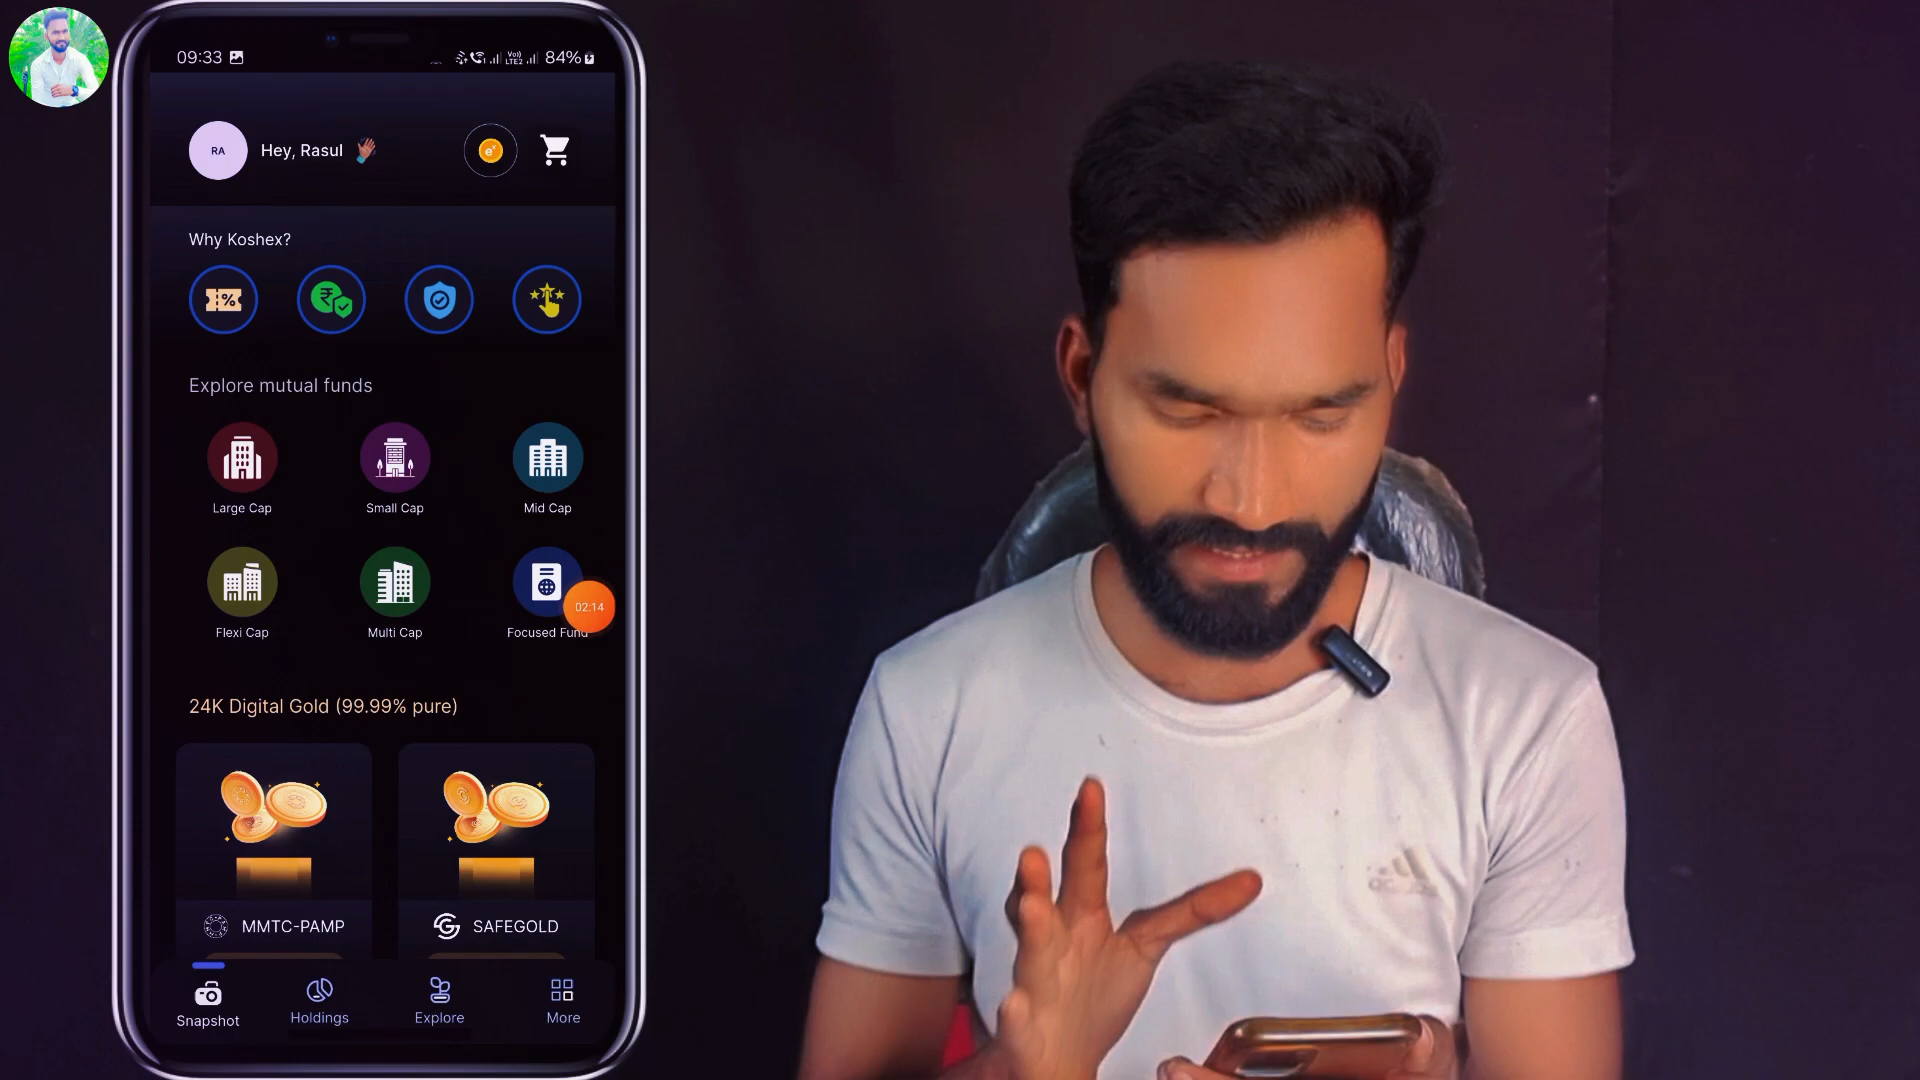 09:33
Vo))
LTE2
84%
RA
Hey, Rasul
Why Koshex?
%
₹
Explore mutual funds
Large Cap
Small Cap
Mid Cap
Flexi Cap
Multi Cap
Focused Fund
02:14
24K Digital Gold (99.99% pure)
MMTC-PAMP
SAFEGOLD
Snapshot
Holdings
Explore
More